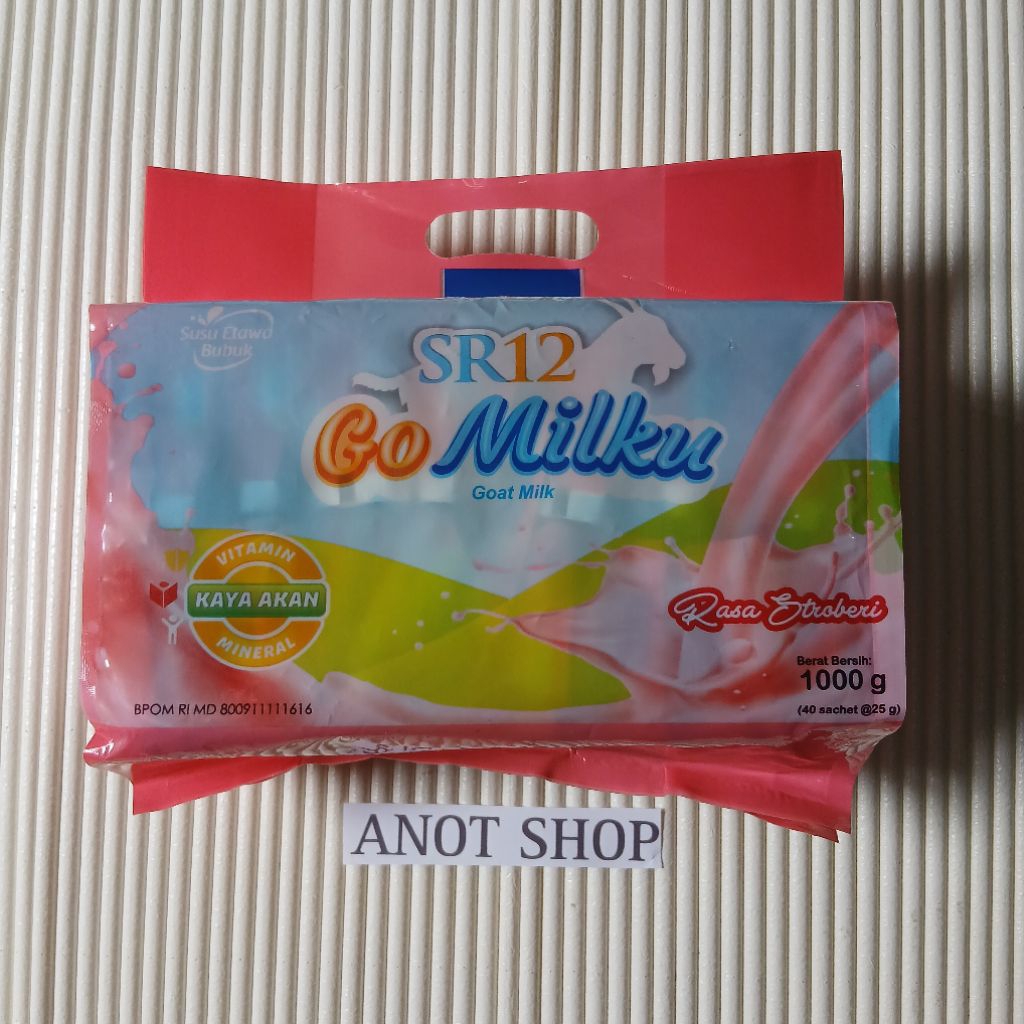 Susu Etawa
Bubuk
SR12
Go Milku
Goat Milk
VITAMIN
KAYA AKAN
MINERAL
Rasa Stroberi
Berat Bersih:
1000 g
(40 sachet @25 g)
BPOM RI MD 800911111616
ANOT SHOP